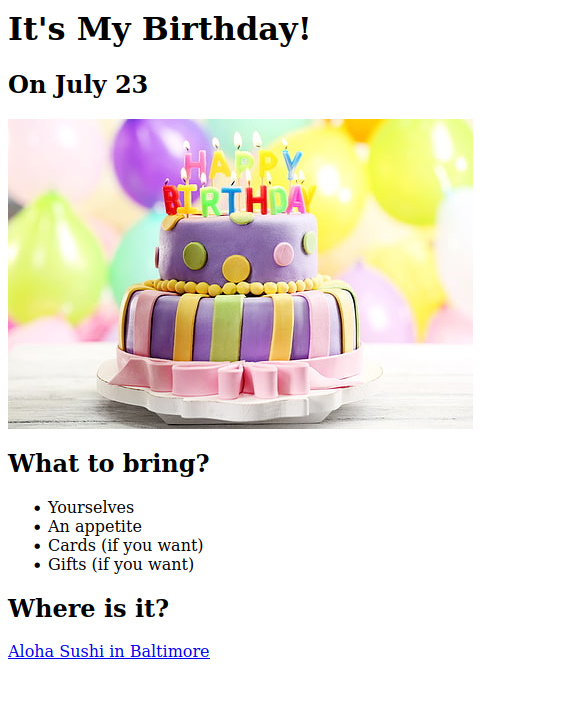 It's My Birthday!
On July 23
HAPPY
BIRTHDAY
What to bring?
Yourselves
An appetite
Cards (if you want)
Gifts (if you want)
Where is it?
Aloha Sushi in Baltimore